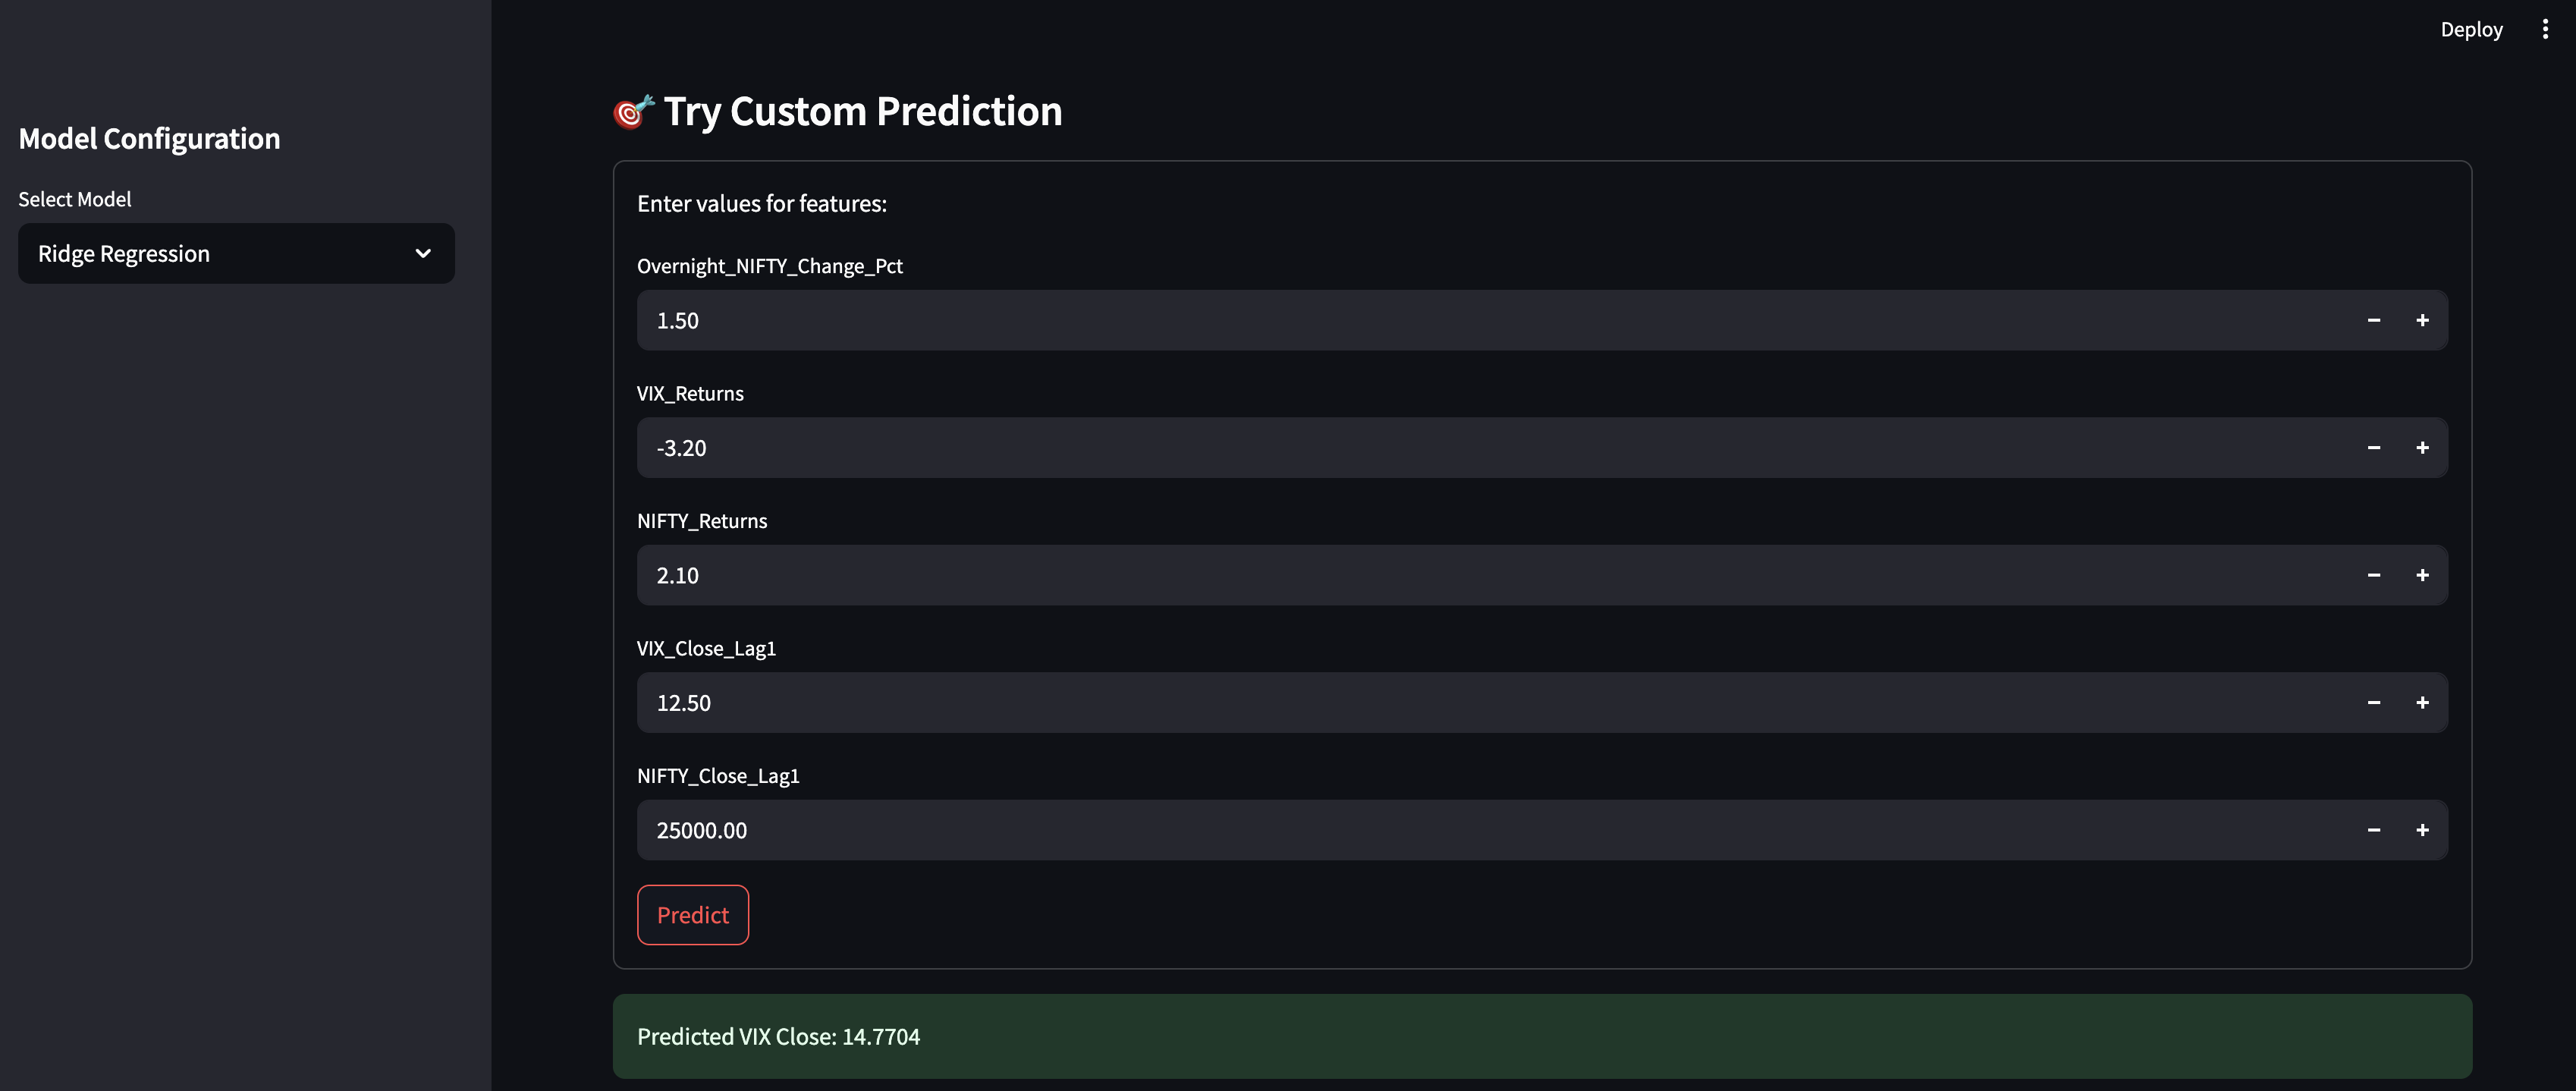 Deploy
Model Configuration
Select Model
Ridge Regression
Try Custom Prediction
Enter values for features:
Overnight_NIFTY_Change_Pct
1.50
VIX_Returns
-3.20
NIFTY_Returns
2.10
VIX_Close_Lag1
12.50
NIFTY_Close_Lag1
25000.00
Predict
Predicted VIX Close: 14.7704